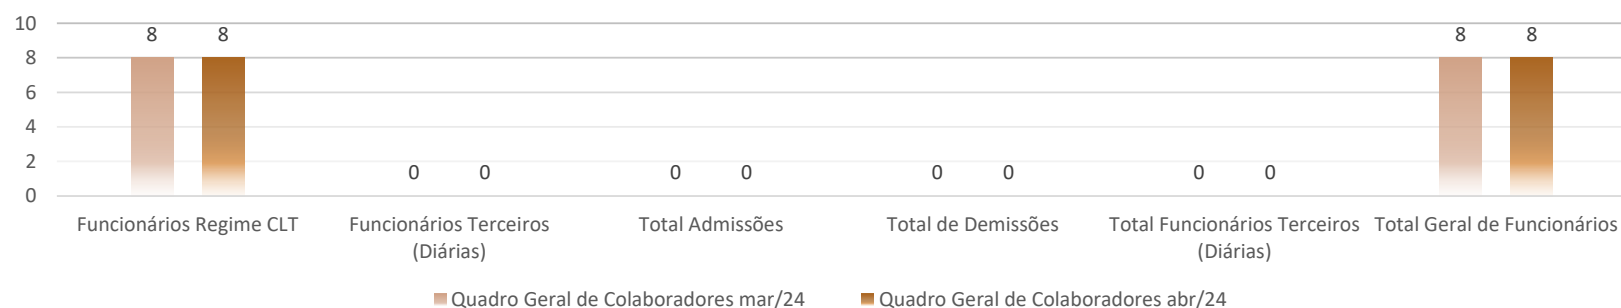 10
8 8 8 8
8
6
4
2
0 0 0 0 0 0 0 0
0
Funcionários Regime CLT Funcionários Terceiros Total Admissões Total de Demissões Total Funcionários Terceiros Total Geral de Funcionários
(Diárias) (Diárias)
Quadro Geral de Colaboradores mar/24 Quadro Geral de Colaboradores abr/24